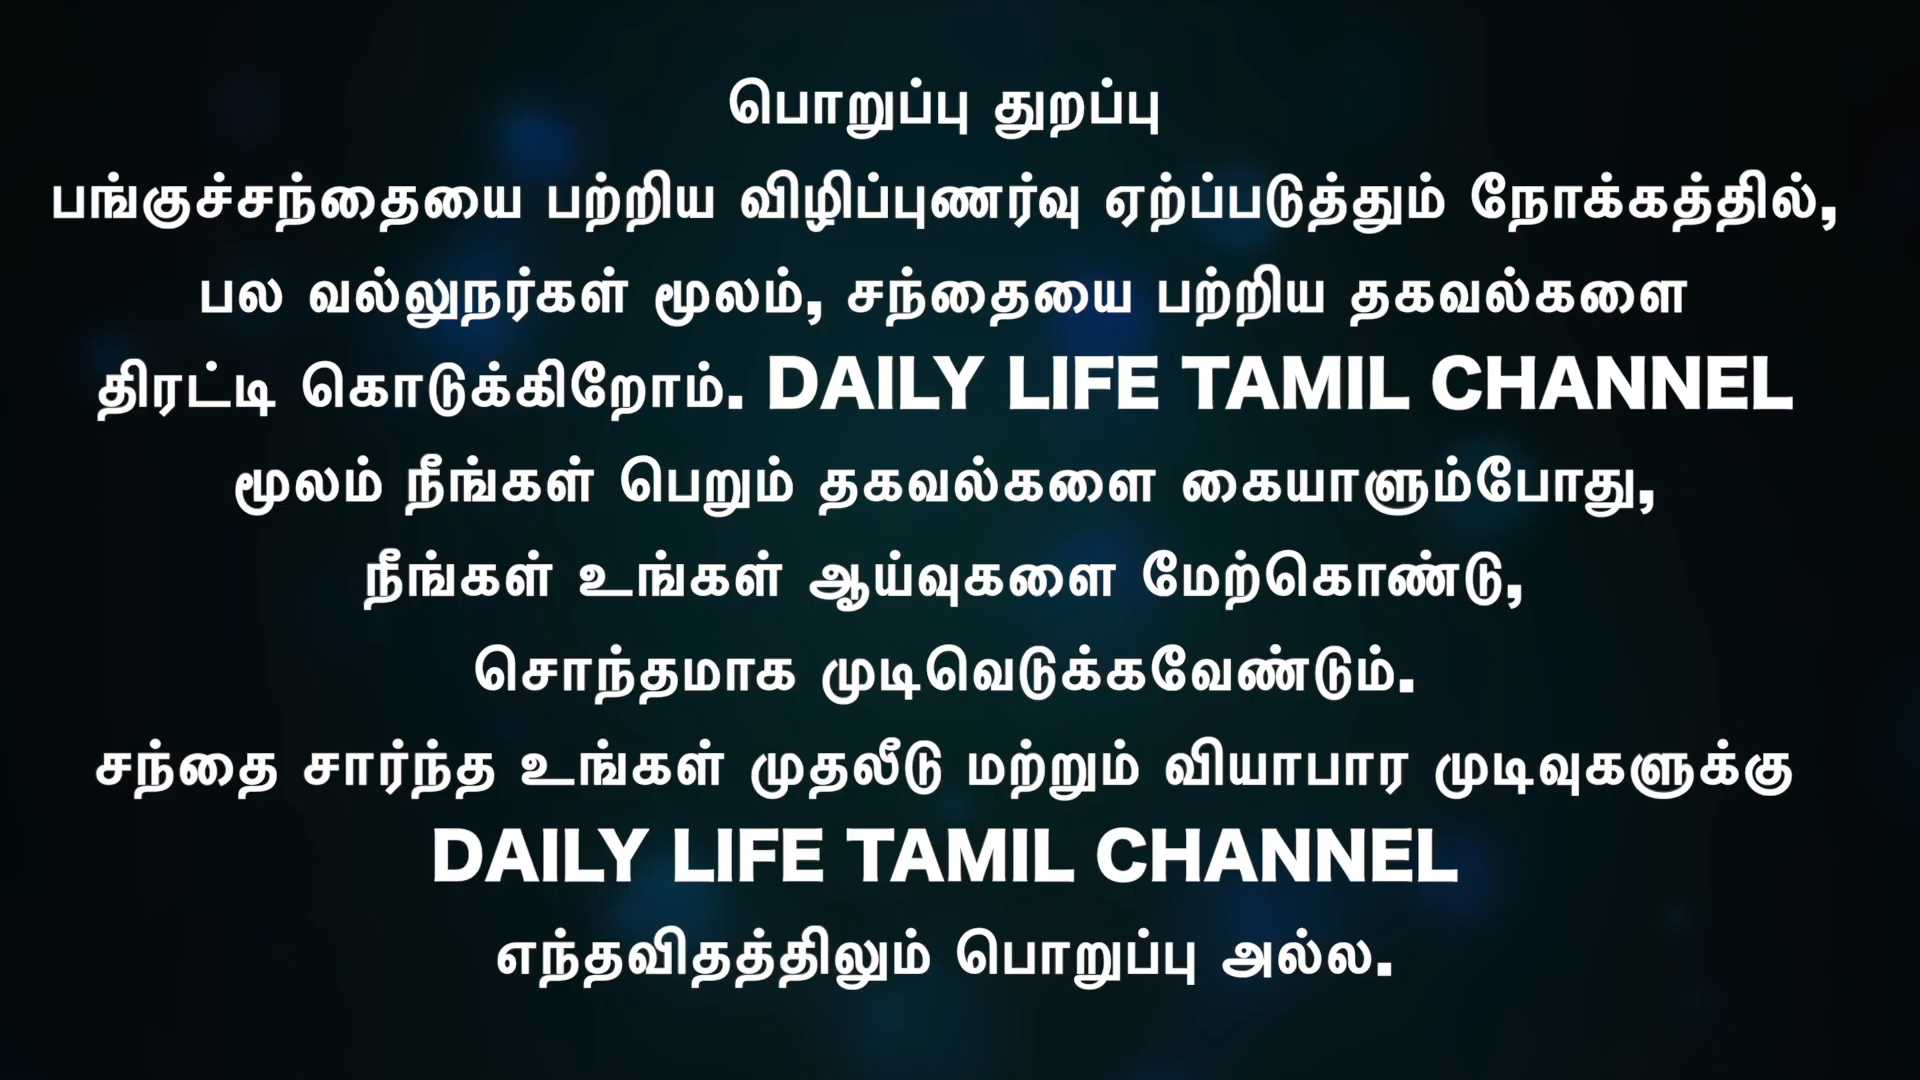 பொறுப்பு துறப்பு
பங்குச்சந்தையை பற்றிய விழிப்புணர்வு ஏற்ப்படுத்தும் நோக்கத்தில்,
பல வல்லுநர்கள் மூலம், சந்தையை பற்றிய தகவல்களை
திரட்டி கொடுக்கிறோம். DAILY LIFE TAMIL CHANNEL
மூலம் நீங்கள் பெறும் தகவல்களை கையாளும்போது,
நீங்கள் உங்கள் ஆய்வுகளை மேற்கொண்டு,
சொந்தமாக முடிவெடுக்கவேண்டும்.
சந்தை சார்ந்த உங்கள் முதலீடு மற்றும் வியாபார முடிவுகளுக்கு
DAILY LIFE TAMIL CHANNEL
எந்தவிதத்திலும் பொறுப்பு அல்ல.